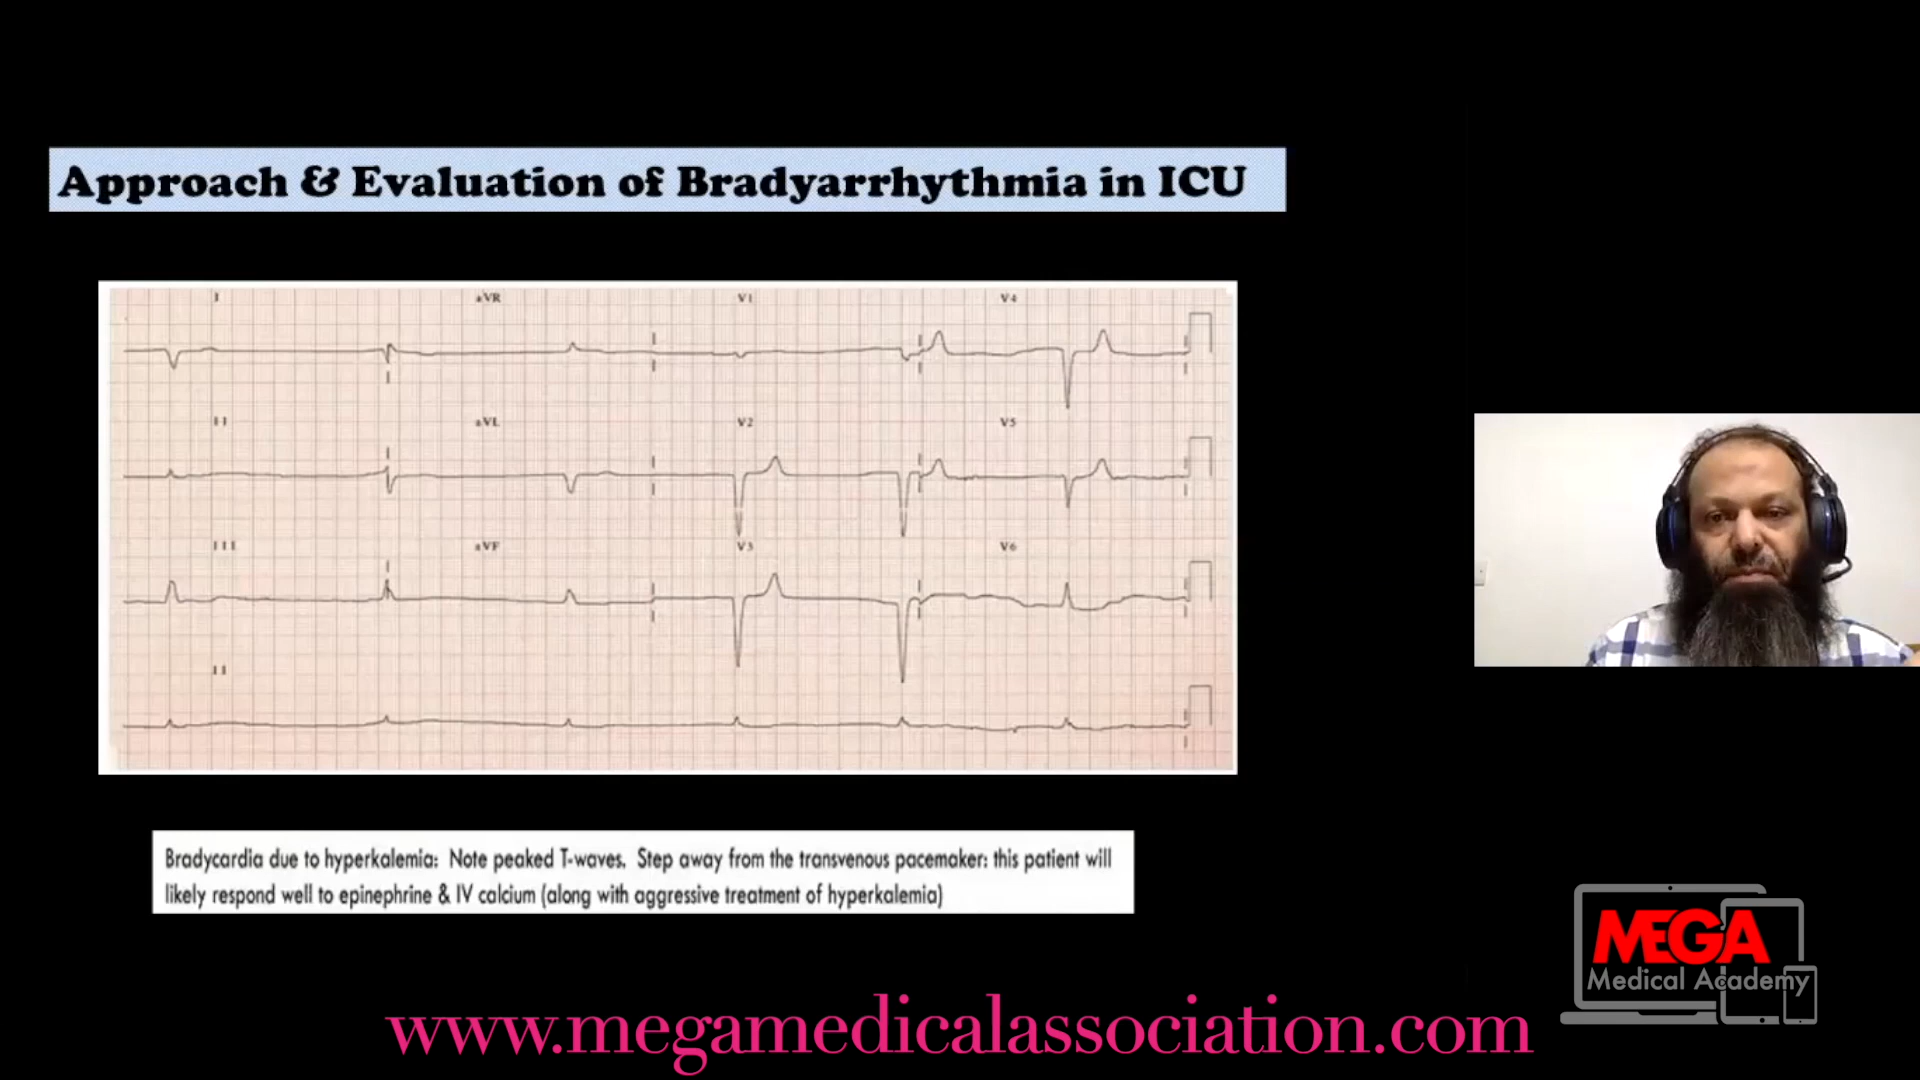 Approach & Evaluation of Bradyarrhythmia in ICU
I aVR V1 V4
II aVL V2 V5
III aVF V3 V6
II
Bradycardia due to hyperkalemia: Note peaked T-waves. Step away from the transvenous pacemaker: this patient will
likely respond well to epinephrine & IV calcium (along with aggressive treatment of hyperkalemia)
MEGA
Medical Academy
www.megamedicalassociation.com